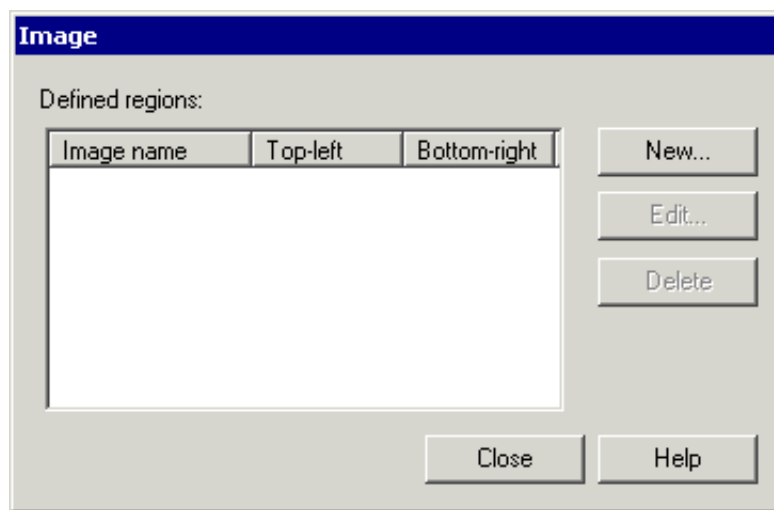 Image
Defined regions:
Image name Top-left Bottom-right
New...
Edit...
Delete
Close Help